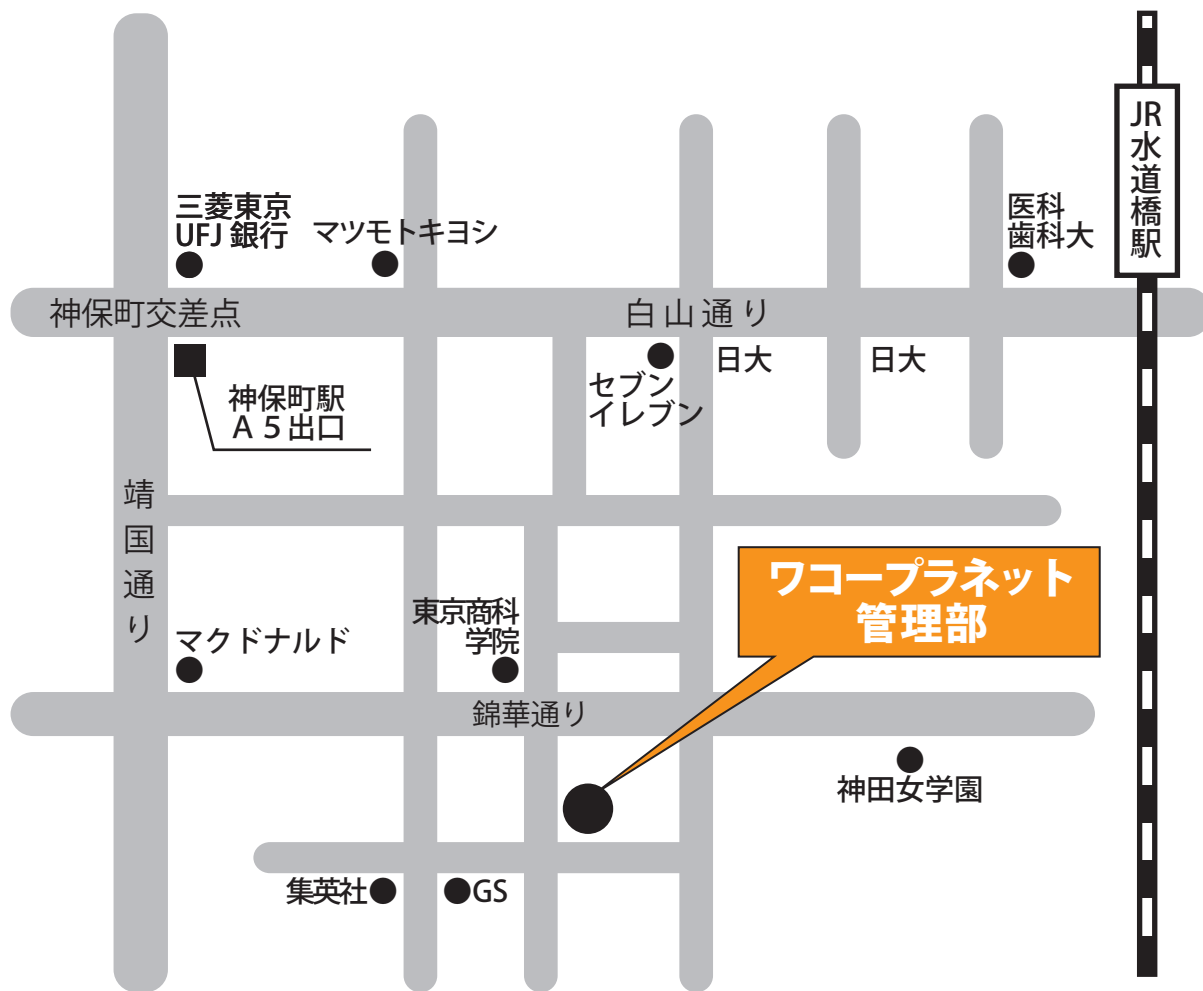 JR水道橋駅
三菱東京
UFJ 銀行
マツモトキヨシ
医科
歯科大
神保町交差点
白山通り
神保町駅
A 5 出口
セブン
イレブン
日大
日大
靖国通り
ワコープラネット
管理部
東京商科
学院
マクドナルド
錦華通り
神田女学園
集英社
GS